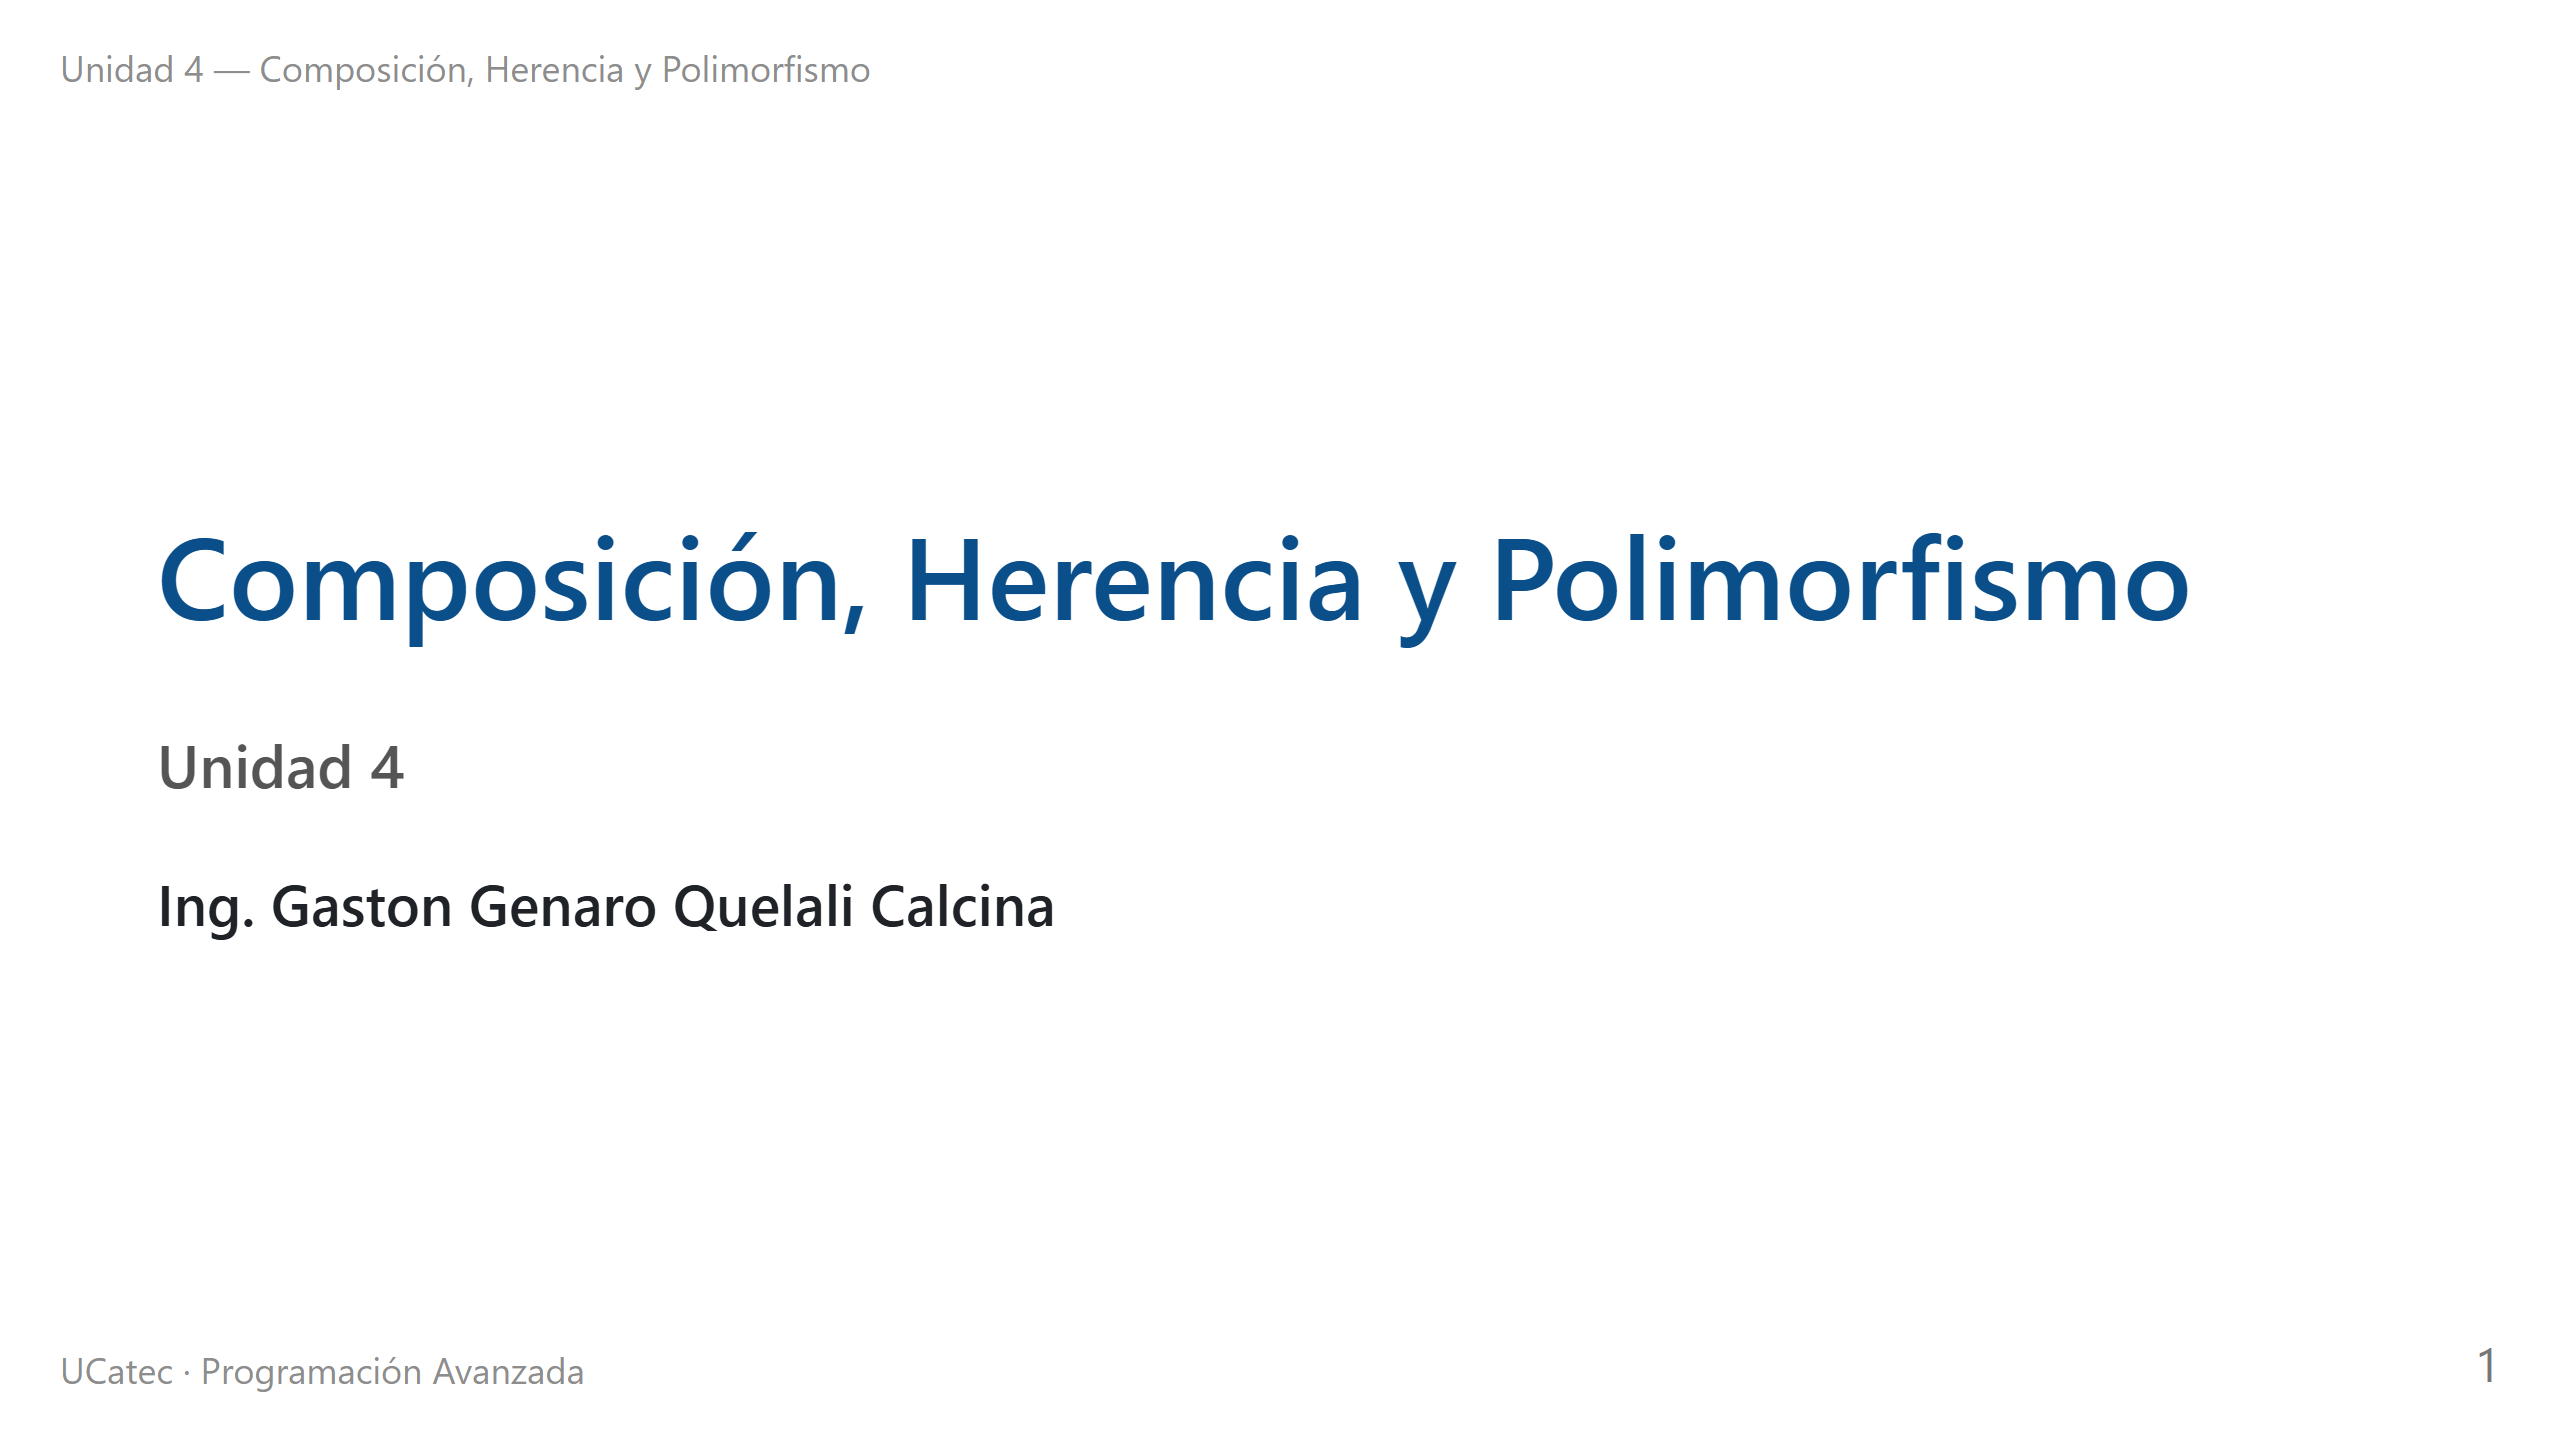 Unidad 4 — Composición, Herencia y Polimorfismo
Composición, Herencia y Polimorfismo
Unidad 4
Ing. Gaston Genaro Quelali Calcina
UCatec · Programación Avanzada
1